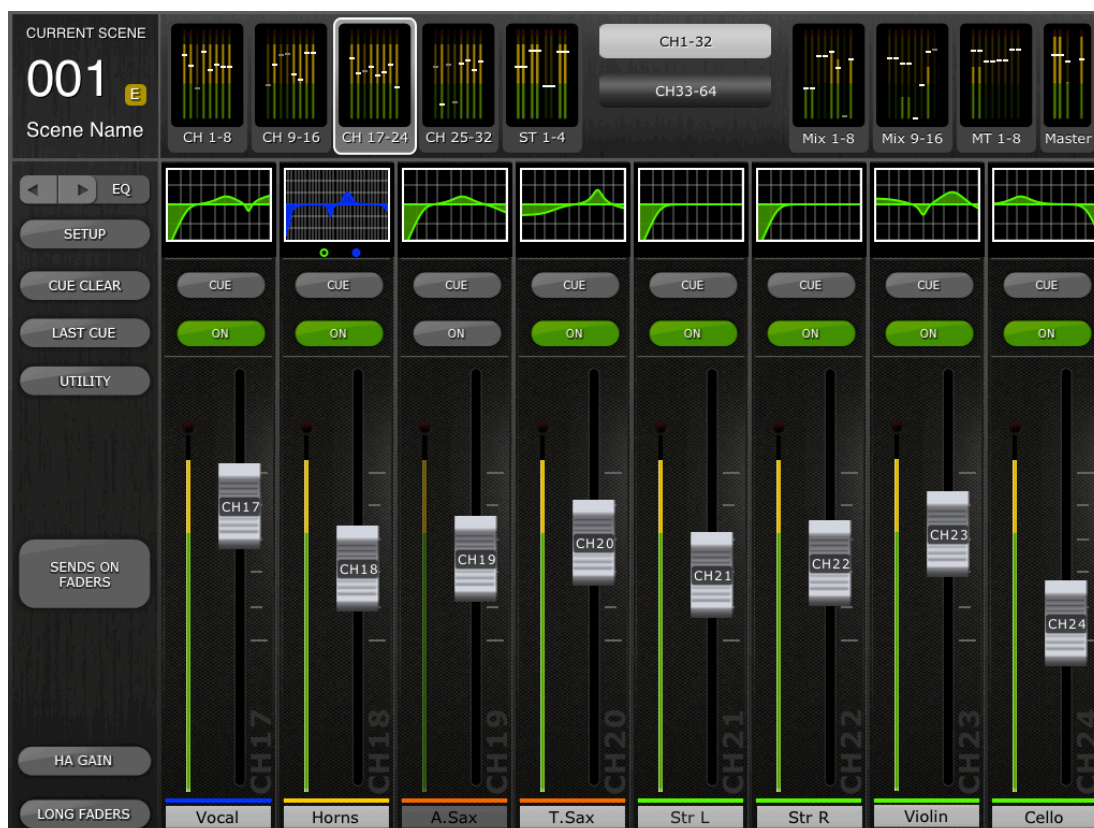 CURRENT SCENE
001 E
Scene Name
CH 1-8 CH 9-16 CH 17-24 CH 25-32 ST 1-4
CH1-32
CH33-64
Mix 1-8 Mix 9-16 MT 1-8 Master
EQ
SETUP
CUE CLEAR CUE CUE CUE CUE CUE CUE CUE CUE
LAST CUE ON ON ON ON ON ON ON ON
UTILITY
SENDS ON
FADERS
CH17 CH18 CH19 CH20 CH21 CH22 CH23 CH24
CH17 CH18 CH19 CH20 CH21 CH22 CH23 CH24
HA GAIN
LONG FADERS
Vocal Horns A.Sax T.Sax Str L Str R Violin Cello